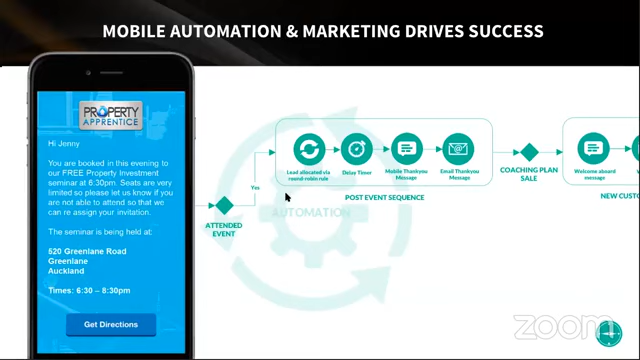 MOBILE AUTOMATION & MARKETING DRIVES SUCCESS
PROPERTY
APPRENTICE
Hi Jenny
You are booked in this evening to
our FREE Property Investment
seminar at 6:30pm. Seats are very
limited so please let us know if you
are not able to attend so that we
can re assign your invitation.
The seminar is being held at:
520 Greenlane Road
Greenlane
Auckland
Times: 6:30 – 8:30pm
Get Directions
ATTENDED
EVENT
Yes
Lead allocated via
round-robin rule
Delay Timer
Mobile Thankyou
Message
Email Thankyou
Message
POST EVENT SEQUENCE
AUTOMATION
COACHING PLAN
SALE
Welcome aboard
message
NEW CUSTO
zoom